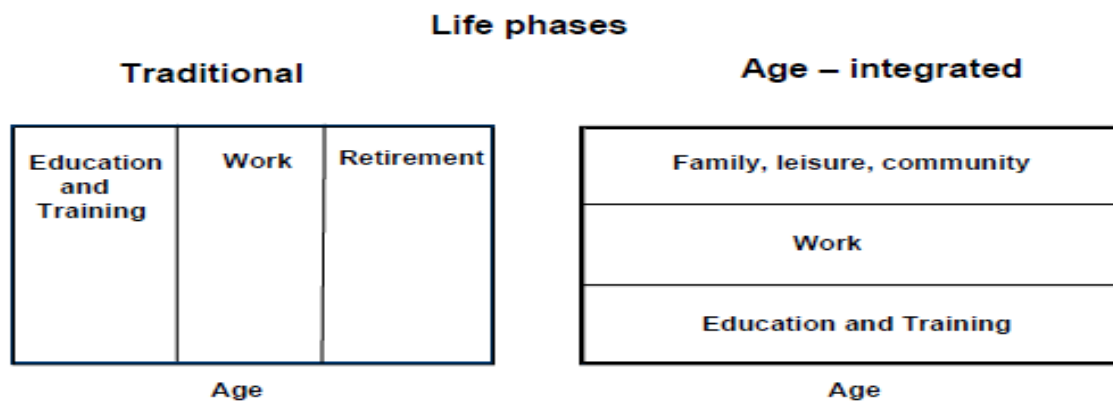 Life phases
Traditional
Education
and
Training
Work
Retirement
Age
Age – integrated
Family, leisure, community
Work
Education and Training
Age